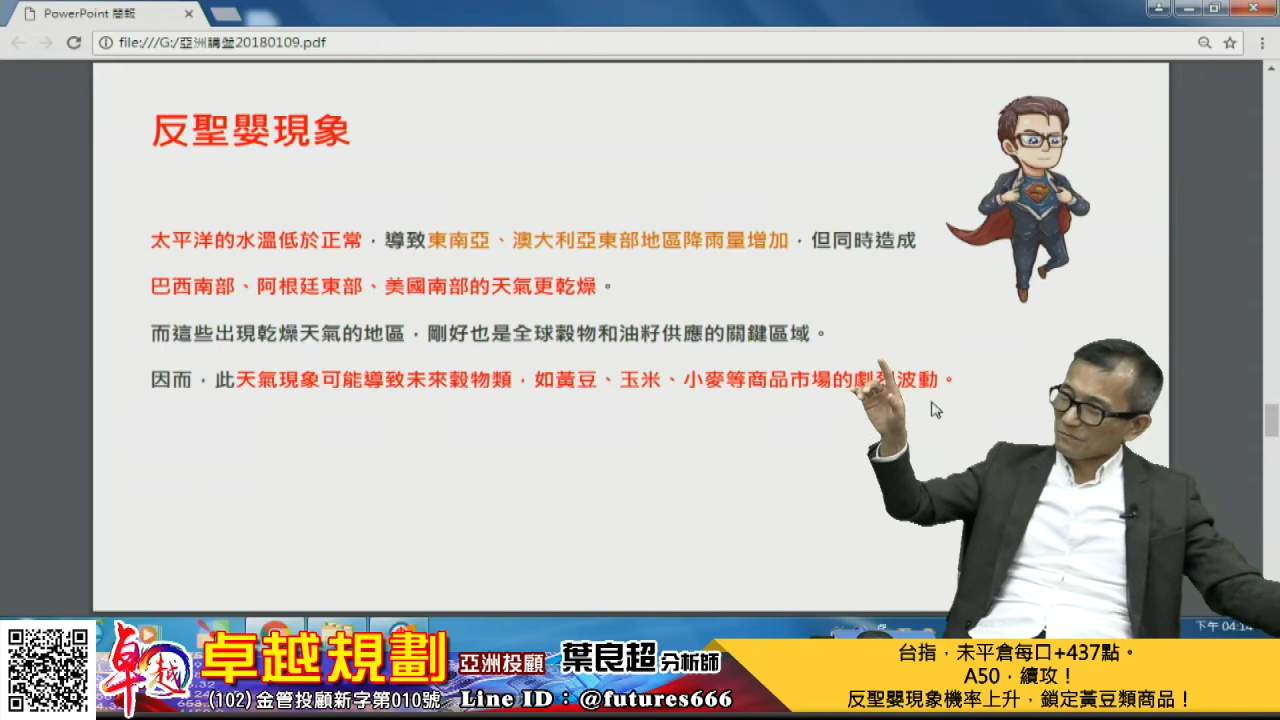 PowerPoint 簡報
file:///G:/亞洲講盤20180109.pdf
反聖嬰現象
太平洋的水溫低於正常，導致東南亞、澳大利亞東部地區降雨量增加，但同時造成
巴西南部、阿根廷東部、美國南部的天氣更乾燥。
而這些出現乾燥天氣的地區，剛好也是全球穀物和油籽供應的關鍵區域。
因而，此天氣現象可能導致未來穀物類，如黃豆、玉米、小麥等商品市場的劇烈波動。
下午 04:14
卓越
卓越規劃
亞洲投顧
葉良超分析師
(102)金管投顧新字第010號
Line ID：@futures666
台指，未平倉每口+437點。
A50，續攻！
反聖嬰現象機率上升，鎖定黃豆類商品！